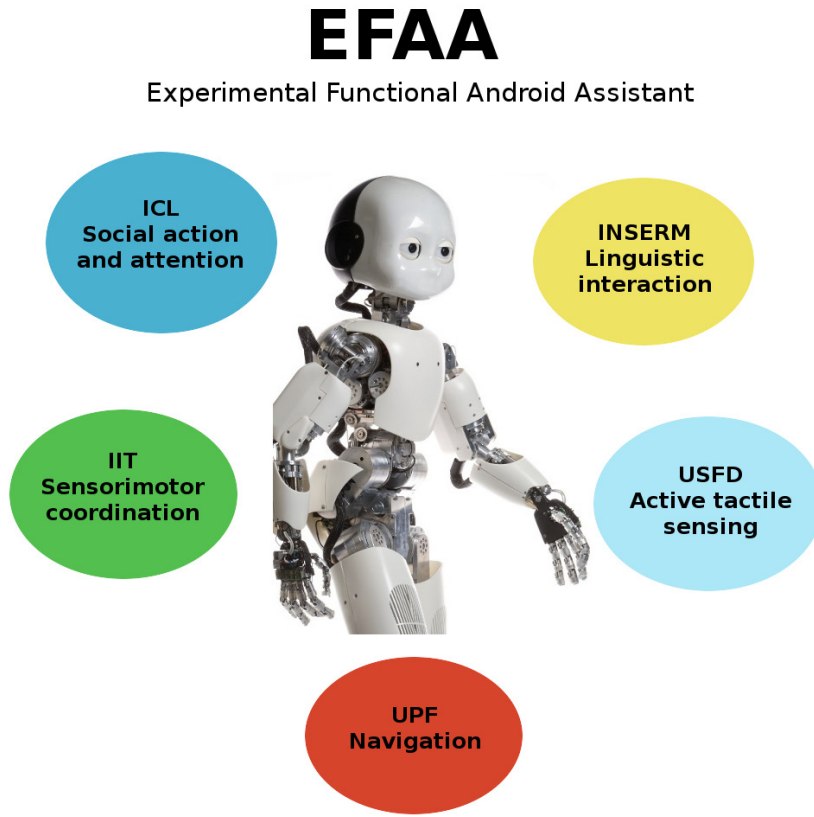 EFAA
Experimental Functional Android Assistant
ICL
Social action
and attention
INSERM
Linguistic
interaction
IIT
Sensorimotor
coordination
USFD
Active tactile
sensing
UPF
Navigation